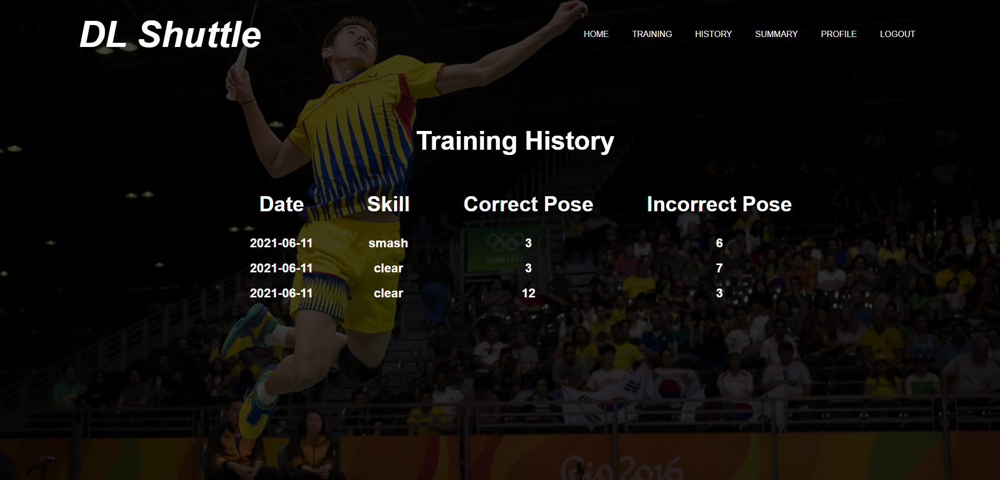 DL Shuttle
HOME TRAINING HISTORY SUMMARY PROFILE LOGOUT
Training History
Date Skill Correct Pose Incorrect Pose
2021-06-11 smash 3 6
2021-06-11 clear 3 7
2021-06-11 clear 12 3
Rio2016